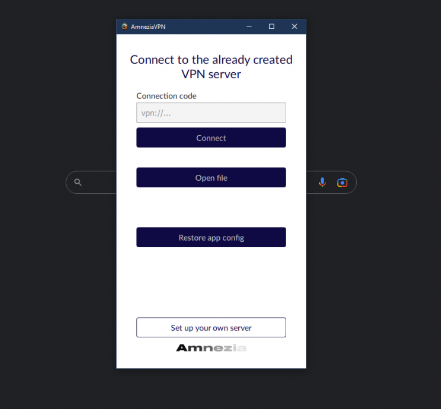 AmneziaVPN
Connect to the already created
VPN server
Connection code
vpn://...
Connect
Open file
Restore app config
Set up your own server
Amnezia